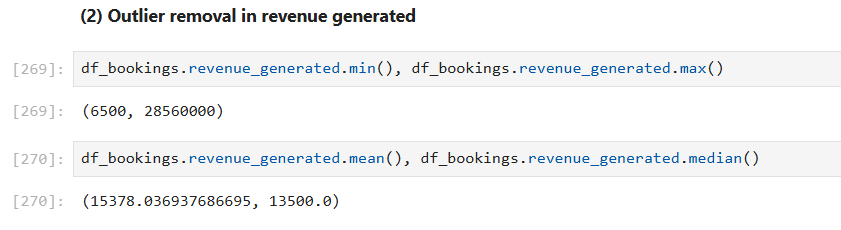 (2) Outlier removal in revenue generated
[269]: df_bookings.revenue_generated.min(), df_bookings.revenue_generated.max()
[269]: (6500, 28560000)
[270]: df_bookings.revenue_generated.mean(), df_bookings.revenue_generated.median()
[270]: (15378.036937686695, 13500.0)